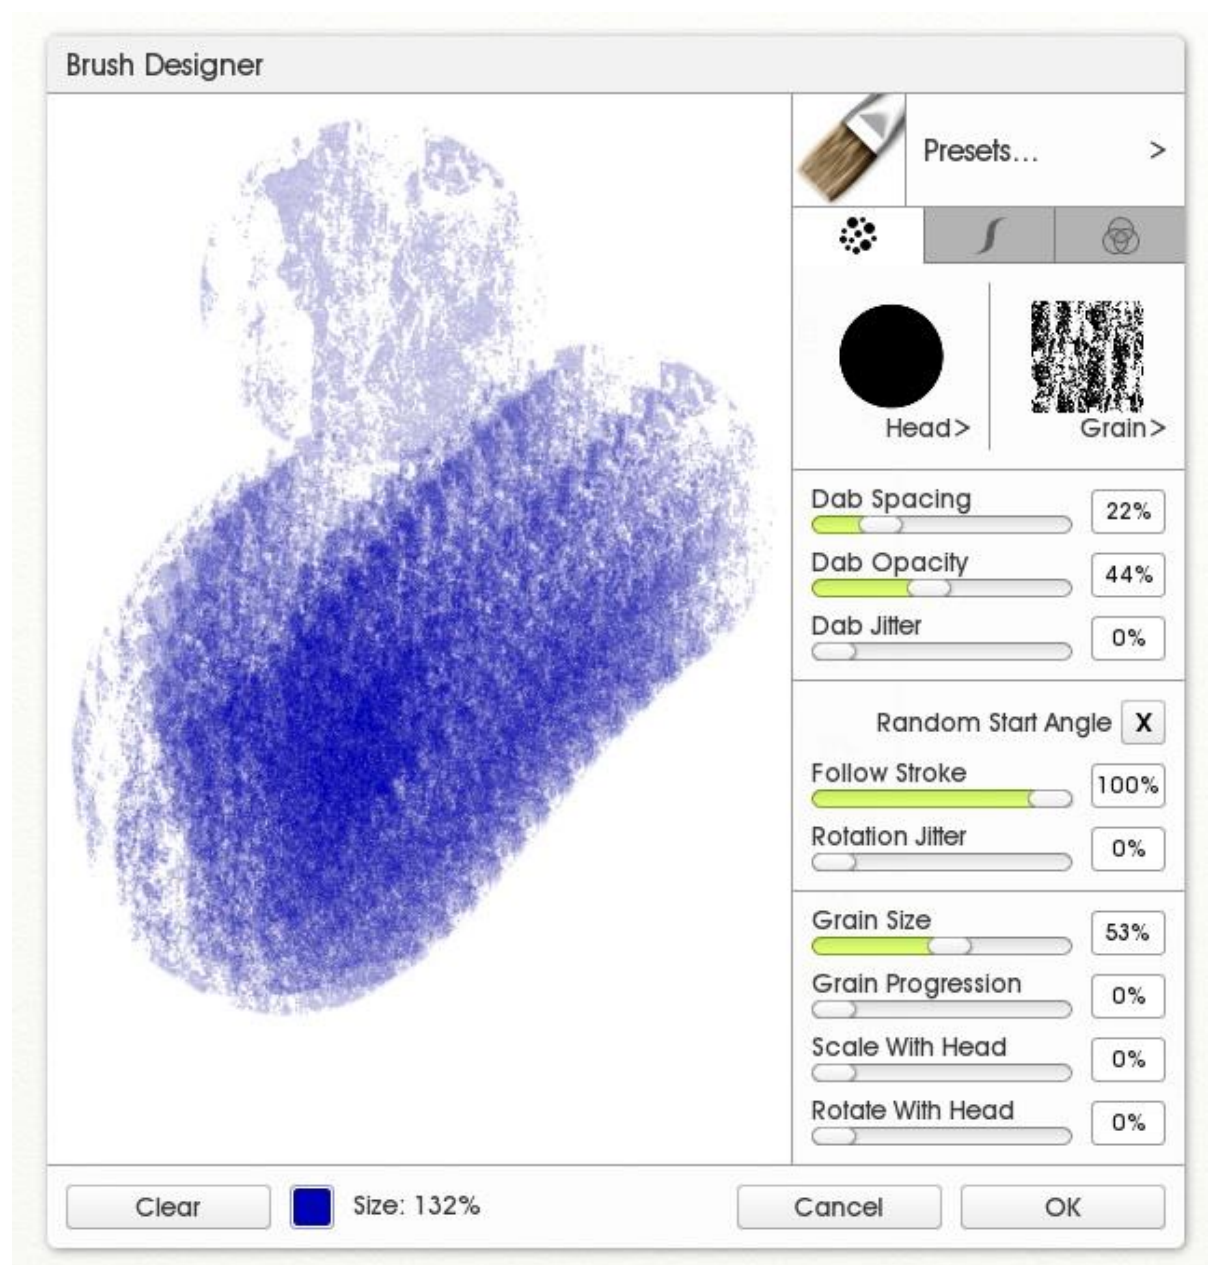 Brush Designer
Presets... >
Head>
Grain>
Dab Spacing
22%
Dab Opacity
44%
Dab Jitter
0%
Random Start Angle X
Follow Stroke
100%
Rotation Jitter
0%
Grain Size
53%
Grain Progression
0%
Scale With Head
0%
Rotate With Head
0%
Clear
Size: 132%
Cancel
OK